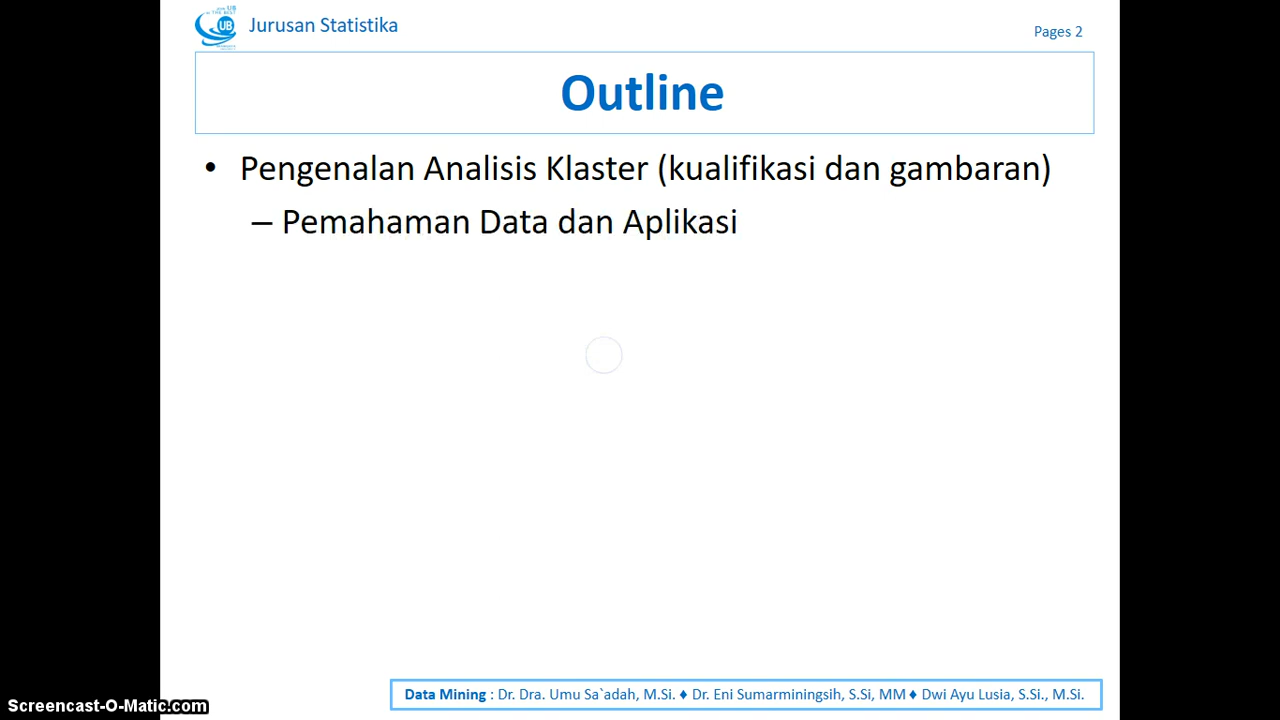 Jurusan Statistika
Pages 2
Outline
• Pengenalan Analisis Klaster (kualifikasi dan gambaran)
– Pemahaman Data dan Aplikasi
Data Mining : Dr. Dra. Umu Sa`adah, M.Si. ♦ Dr. Eni Sumarminingsih, S.Si, MM ♦ Dwi Ayu Lusia, S.Si., M.Si.
Screencast-O-Matic.com